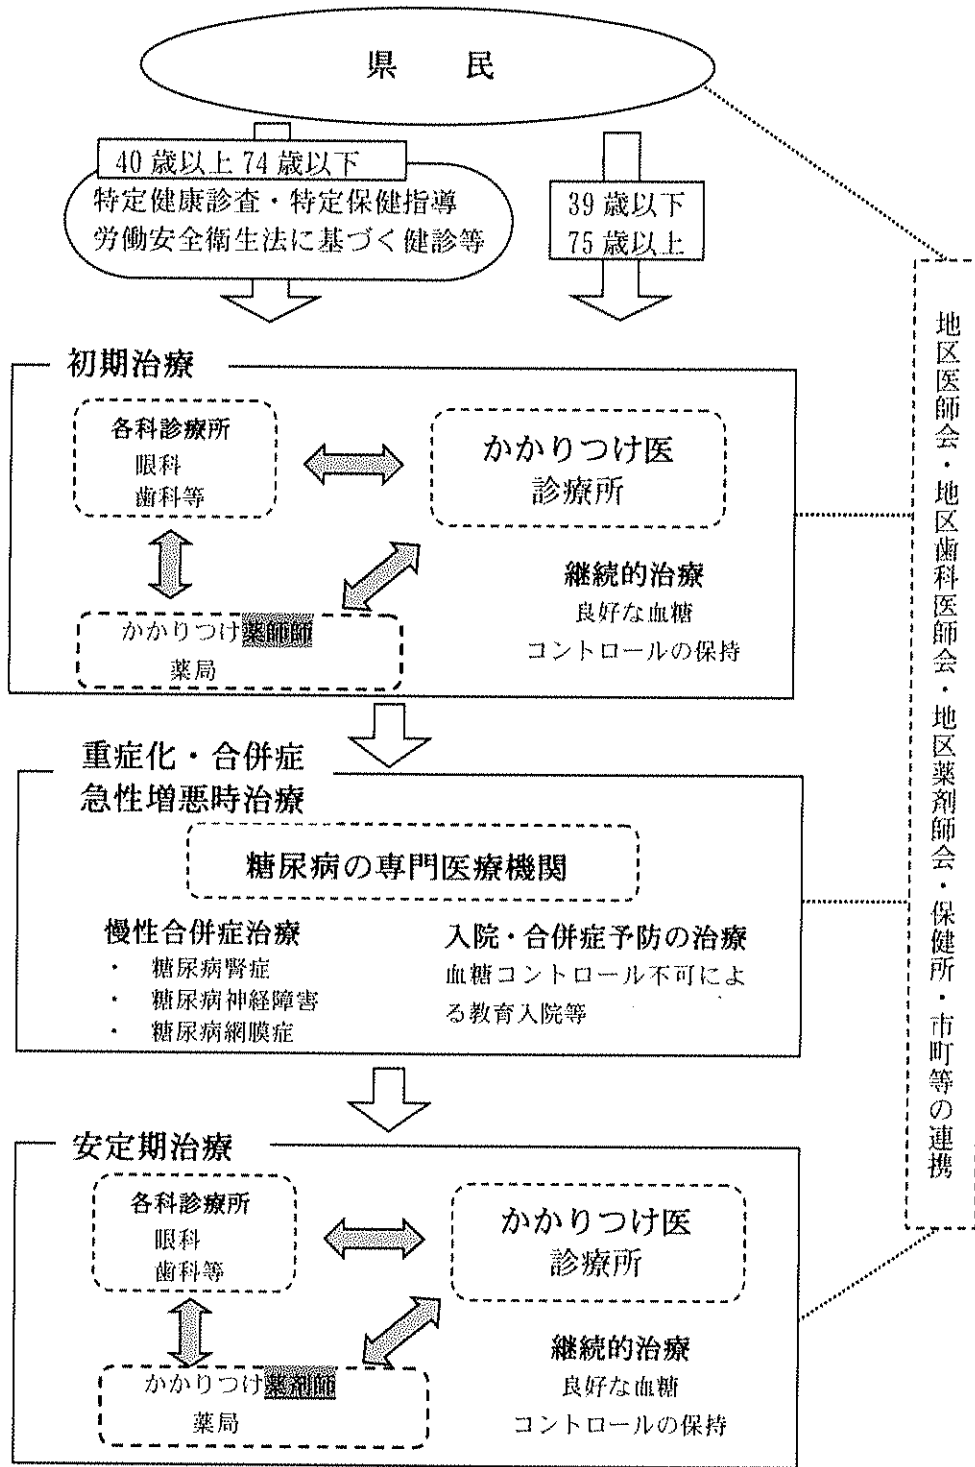 県　　民
40歳以上74歳以下
特定健康診査・特定保健指導
労働安全衛生法に基づく健診等
39歳以下
75歳以上
初期治療
各科診療所
眼科
歯科等
かかりつけ医
診療所
かかりつけ薬師師
薬局
継続的治療
良好な血糖
コントロールの保持
重症化・合併症
急性増悪時治療
糖尿病の専門医療機関
慢性合併症治療
・　糖尿病腎症
・　糖尿病神経障害
・　糖尿病網膜症
入院・合併症予防の治療
血糖コントロール不可によ
る教育入院等
安定期治療
各科診療所
眼科
歯科等
かかりつけ医
診療所
かかりつけ薬剤師
薬局
継続的治療
良好な血糖
コントロールの保持
地区医師会・地区歯科医師会・地区薬剤師会・保健所・市町等の連携